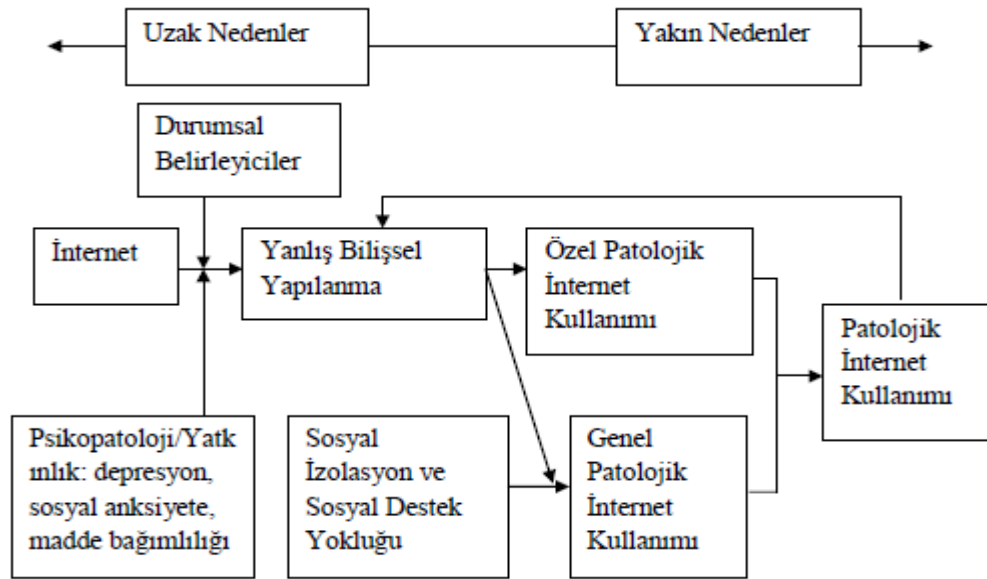 Uzak Nedenler
Yakın Nedenler
Durumsal
Belirleyiciler
İnternet
Yanlış Bilişsel
Yapılanma
Özel Patolojik
İnternet
Kullanımı
Patolojik
İnternet
Kullanımı
Psikopatoloji/Yatk
ınlık: depresyon,
sosyal anksiyete,
madde bağımlılığı
Sosyal
İzolasyon ve
Sosyal Destek
Yokluğu
Genel
Patolojik
İnternet
Kullanımı